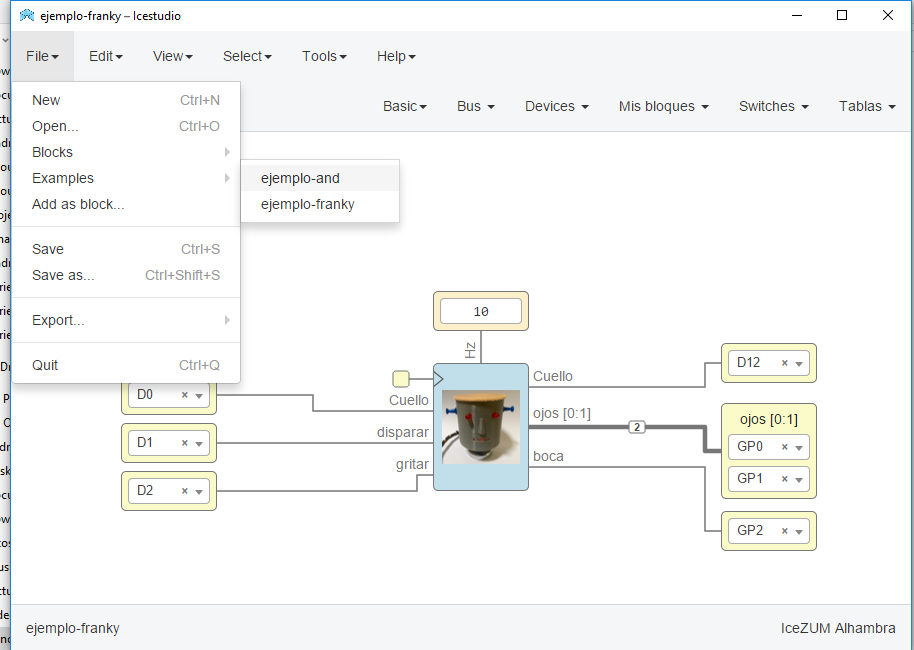 ejemplo-franky – Icestudio
File Edit View Select Tools Help
Basic Bus Devices Mis bloques Switches Tablas
New Ctrl+N
Open... Ctrl+O
Blocks
Examples
Add as block...
Save Ctrl+S
Save as... Ctrl+Shift+S
Export...
Quit Ctrl+Q
ejemplo-and
ejemplo-franky
10
Hz
Cuello
disparar
gritar
D0 ×
D1 ×
D2 ×
Cuello
ojos [0:1]
2
boca
D12 ×
ojos [0:1]
GP0 ×
GP1 ×
GP2 ×
ejemplo-franky
IceZUM Alhambra